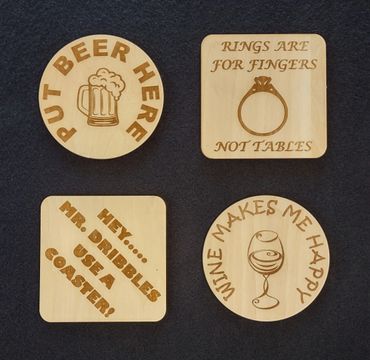 PUT BEER HERE
RINGS ARE
FOR FINGERS
NOT TABLES
HEY.....
MR. DRIBBLES
USE A
COASTER!
WINE MAKES ME HAPPY